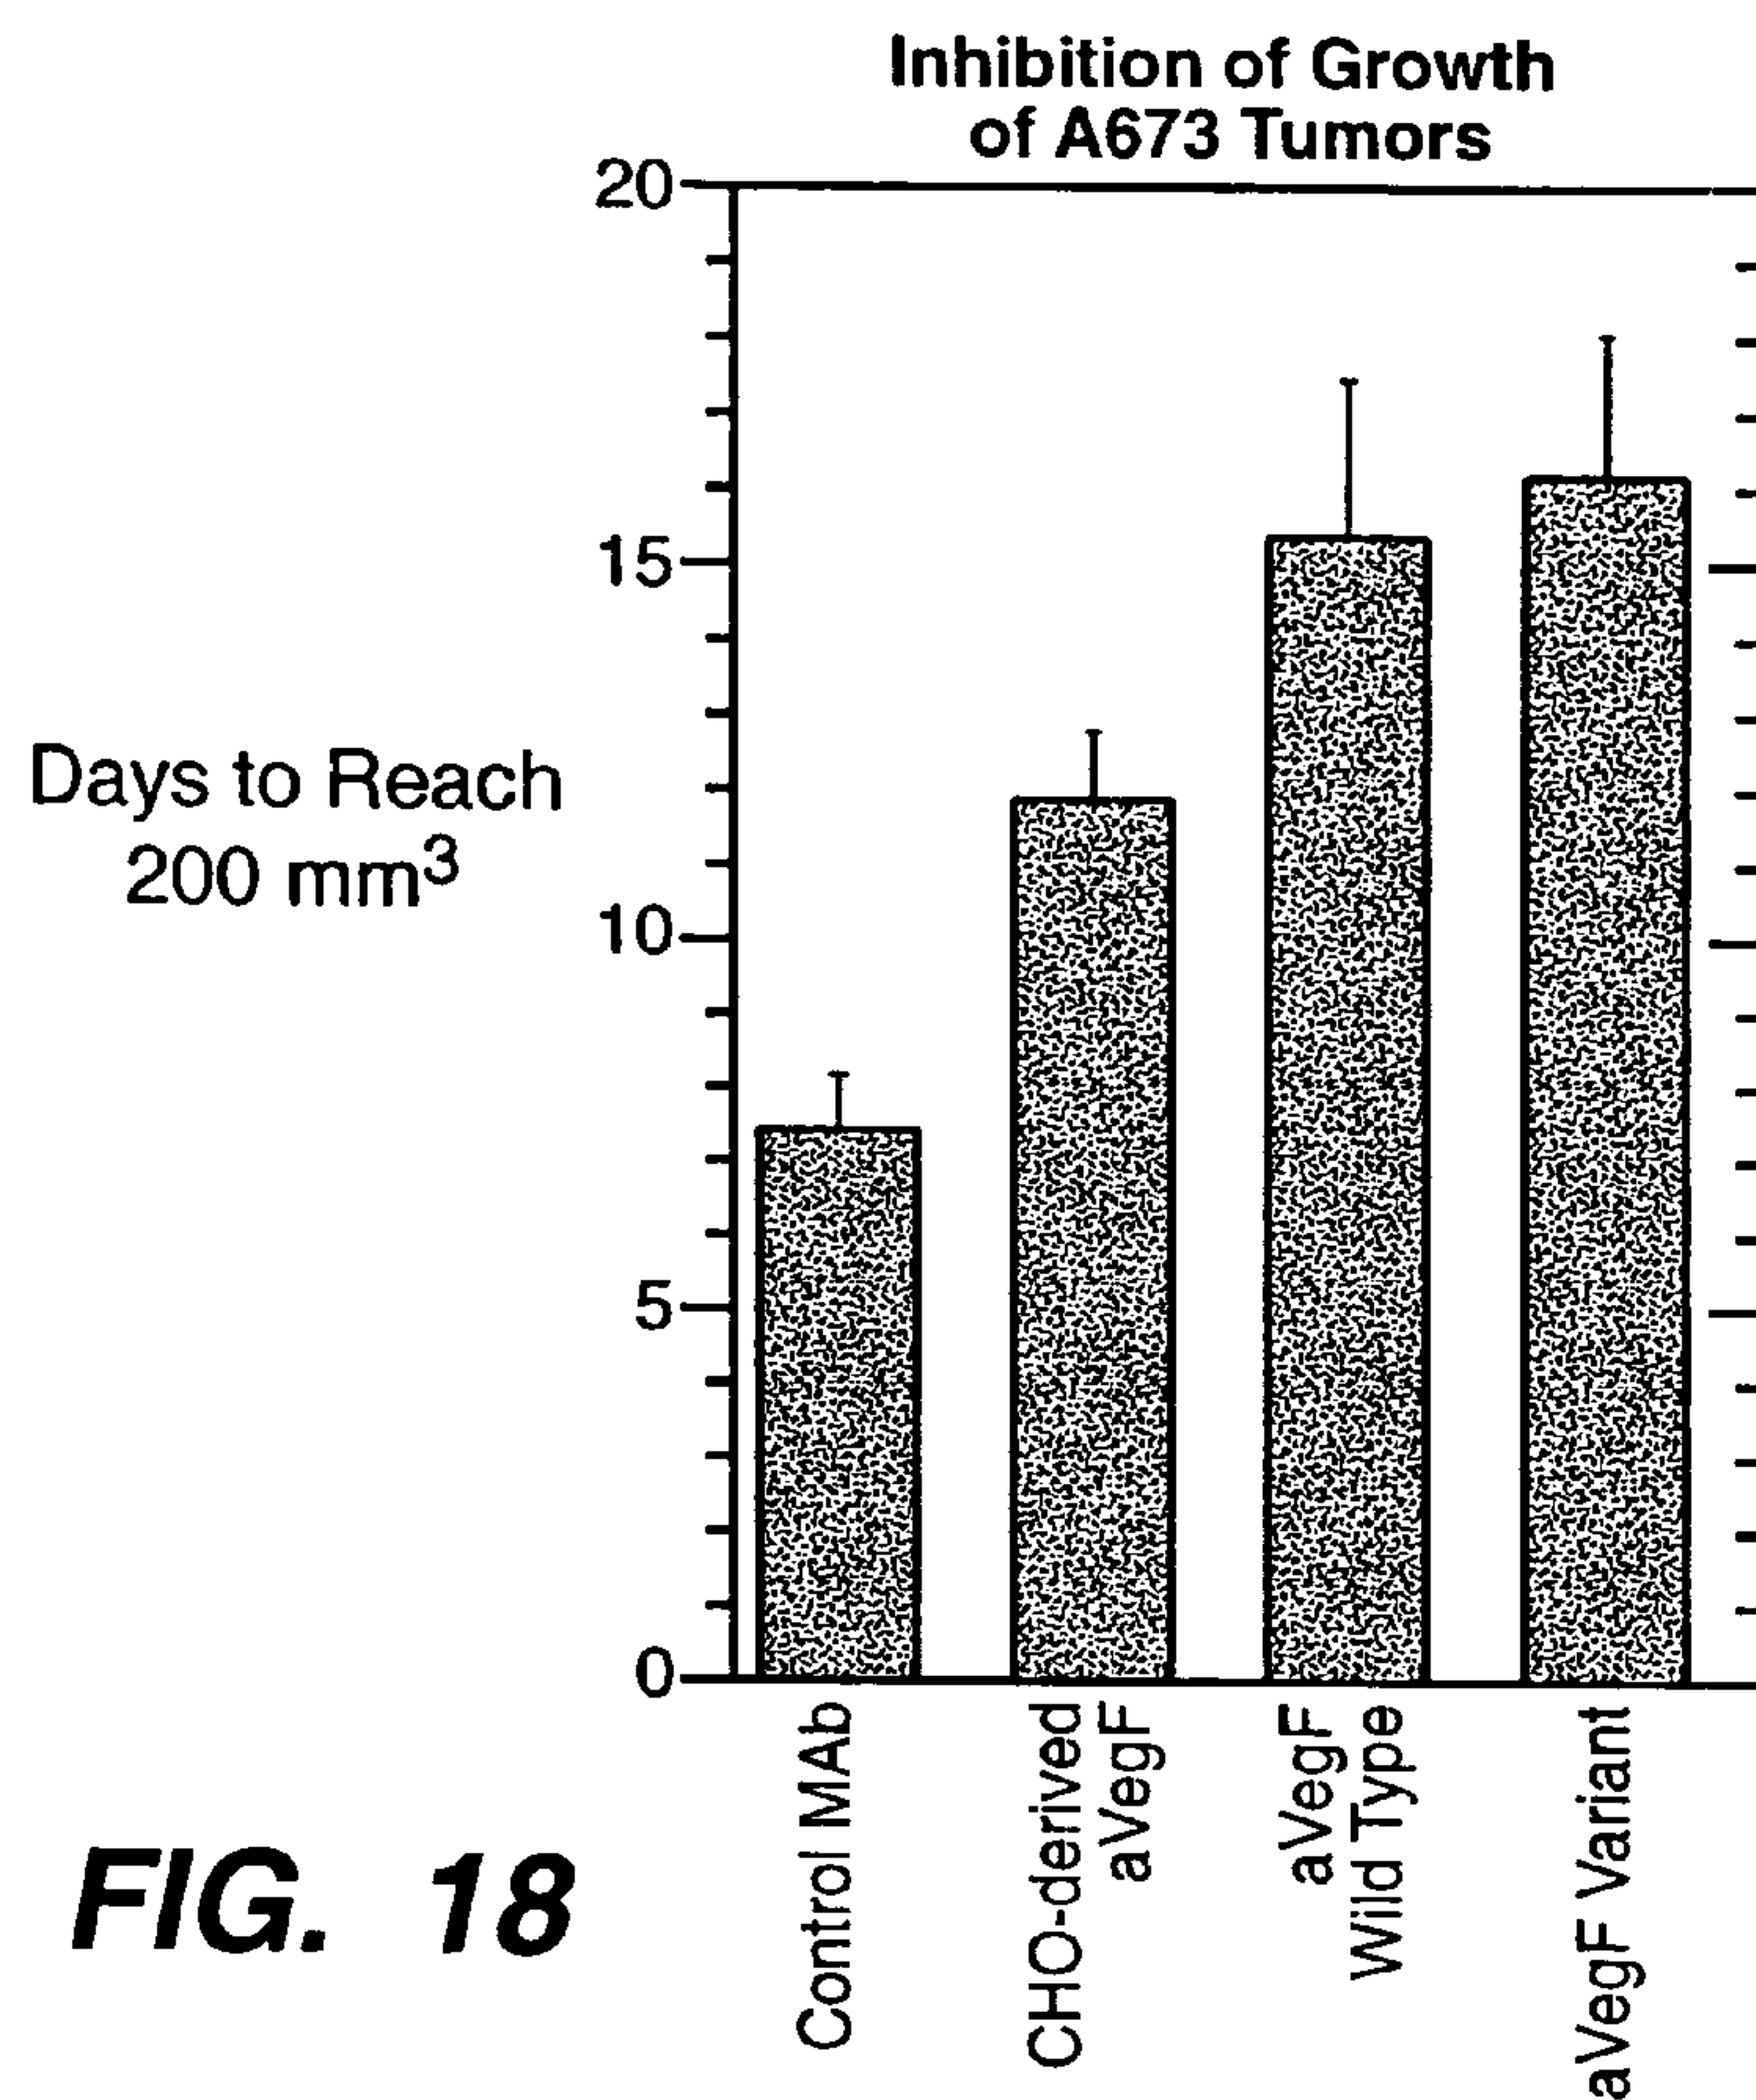 Inhibition of Growth
of A673 Tumors
20
15
10
5
0
Days to Reach
200 mm³
Control MAb
CHO-derived
aVegF
aVegF
Wild Type
aVegF Variant
FIG. 18